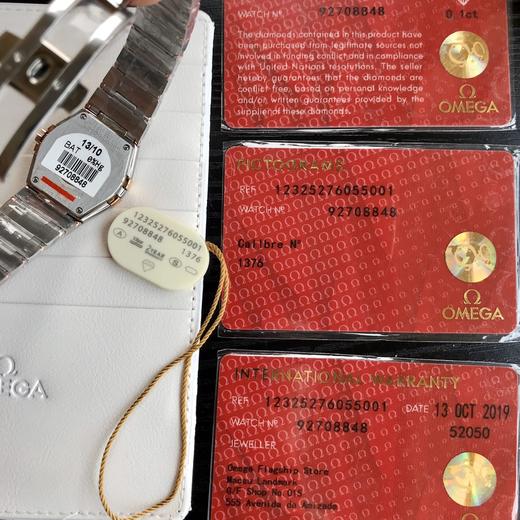 WATCH Nº 92708848
0.1ct
The diamonds contained in this product have
been purchased from legitimate sources not
involved in funding conflict and in compliance
with United Nations resolutions. The seller
hereby guarantees that the diamonds are
conflict free, based on personal knowledge
and/or written guarantees provided by the
supplier of these diamonds.
Ω
OMEGA
13/10
BAT 0%Hg
92708848
12325276055001
92708848
1376
A
S
PICTOGRAMS
REF. 12325276055001
WATCH Nº 92708848
Calibre N°
1376
Ω
OMEGA
Ω
OMEGA
INTERNATIONAL WARRANTY
REF. 12325276055001
DATE 13 OCT 2019
WATCH Nº 92708848
52050
JEWELLER
Omega Flagship Store
Macau Landmark
G/F Shop No.G15
555 Avenida da Amizade